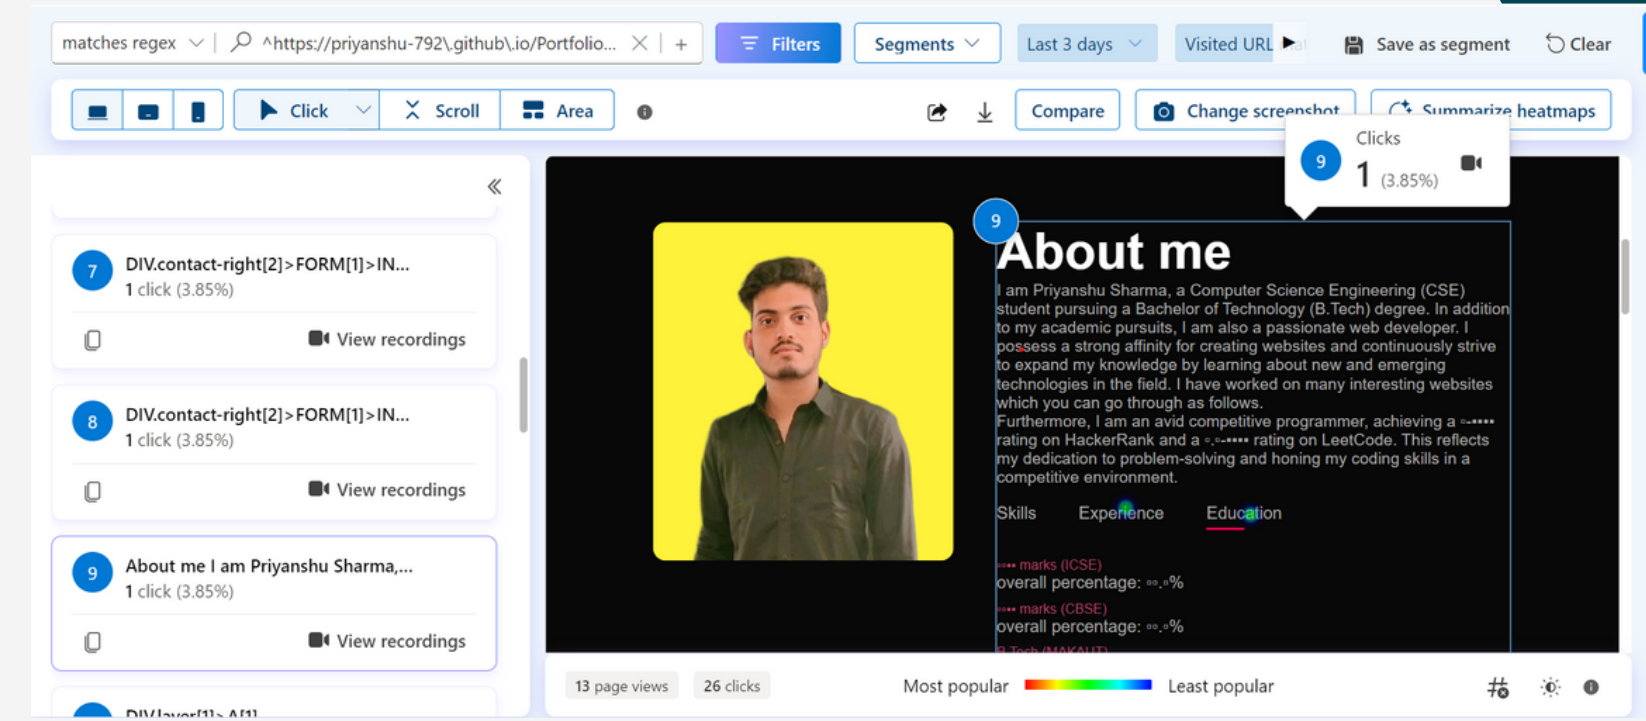 matches regex
^https://priyanshu-792\.github\.io/Portfolio...
+
Filters
Segments
Last 3 days
Visited URL
Save as segment
Clear
Click
Scroll
Area
Compare
Change screenshot
Summarize heatmaps
Clicks
9
1 (3.85%)
7
DIV.contact-right[2]>FORM[1]>IN...
1 click (3.85%)
View recordings
8
DIV.contact-right[2]>FORM[1]>IN...
1 click (3.85%)
View recordings
9
About me I am Priyanshu Sharma,...
1 click (3.85%)
View recordings
DIV.layer[1]>A[1]
9
About me
I am Priyanshu Sharma, a Computer Science Engineering (CSE)
student pursuing a Bachelor of Technology (B.Tech) degree. In addition
to my academic pursuits, I am also a passionate web developer. I
possess a strong affinity for creating websites and continuously strive
to expand my knowledge by learning about new and emerging
technologies in the field. I have worked on many interesting websites
which you can go through as follows.
Furthermore, I am an avid competitive programmer, achieving a ▫-▪▪▪▪
rating on HackerRank and a ▫.▫-▪▪▪▪ rating on LeetCode. This reflects
my dedication to problem-solving and honing my coding skills in a
competitive environment.
Skills Experience Education
▫▫▪▪ marks (ICSE)
overall percentage: ▫▫.▫%
▫▫▪▪ marks (CBSE)
overall percentage: ▫▫.▫%
B.Tech (MAKAUT)
13 page views
26 clicks
Most popular
Least popular